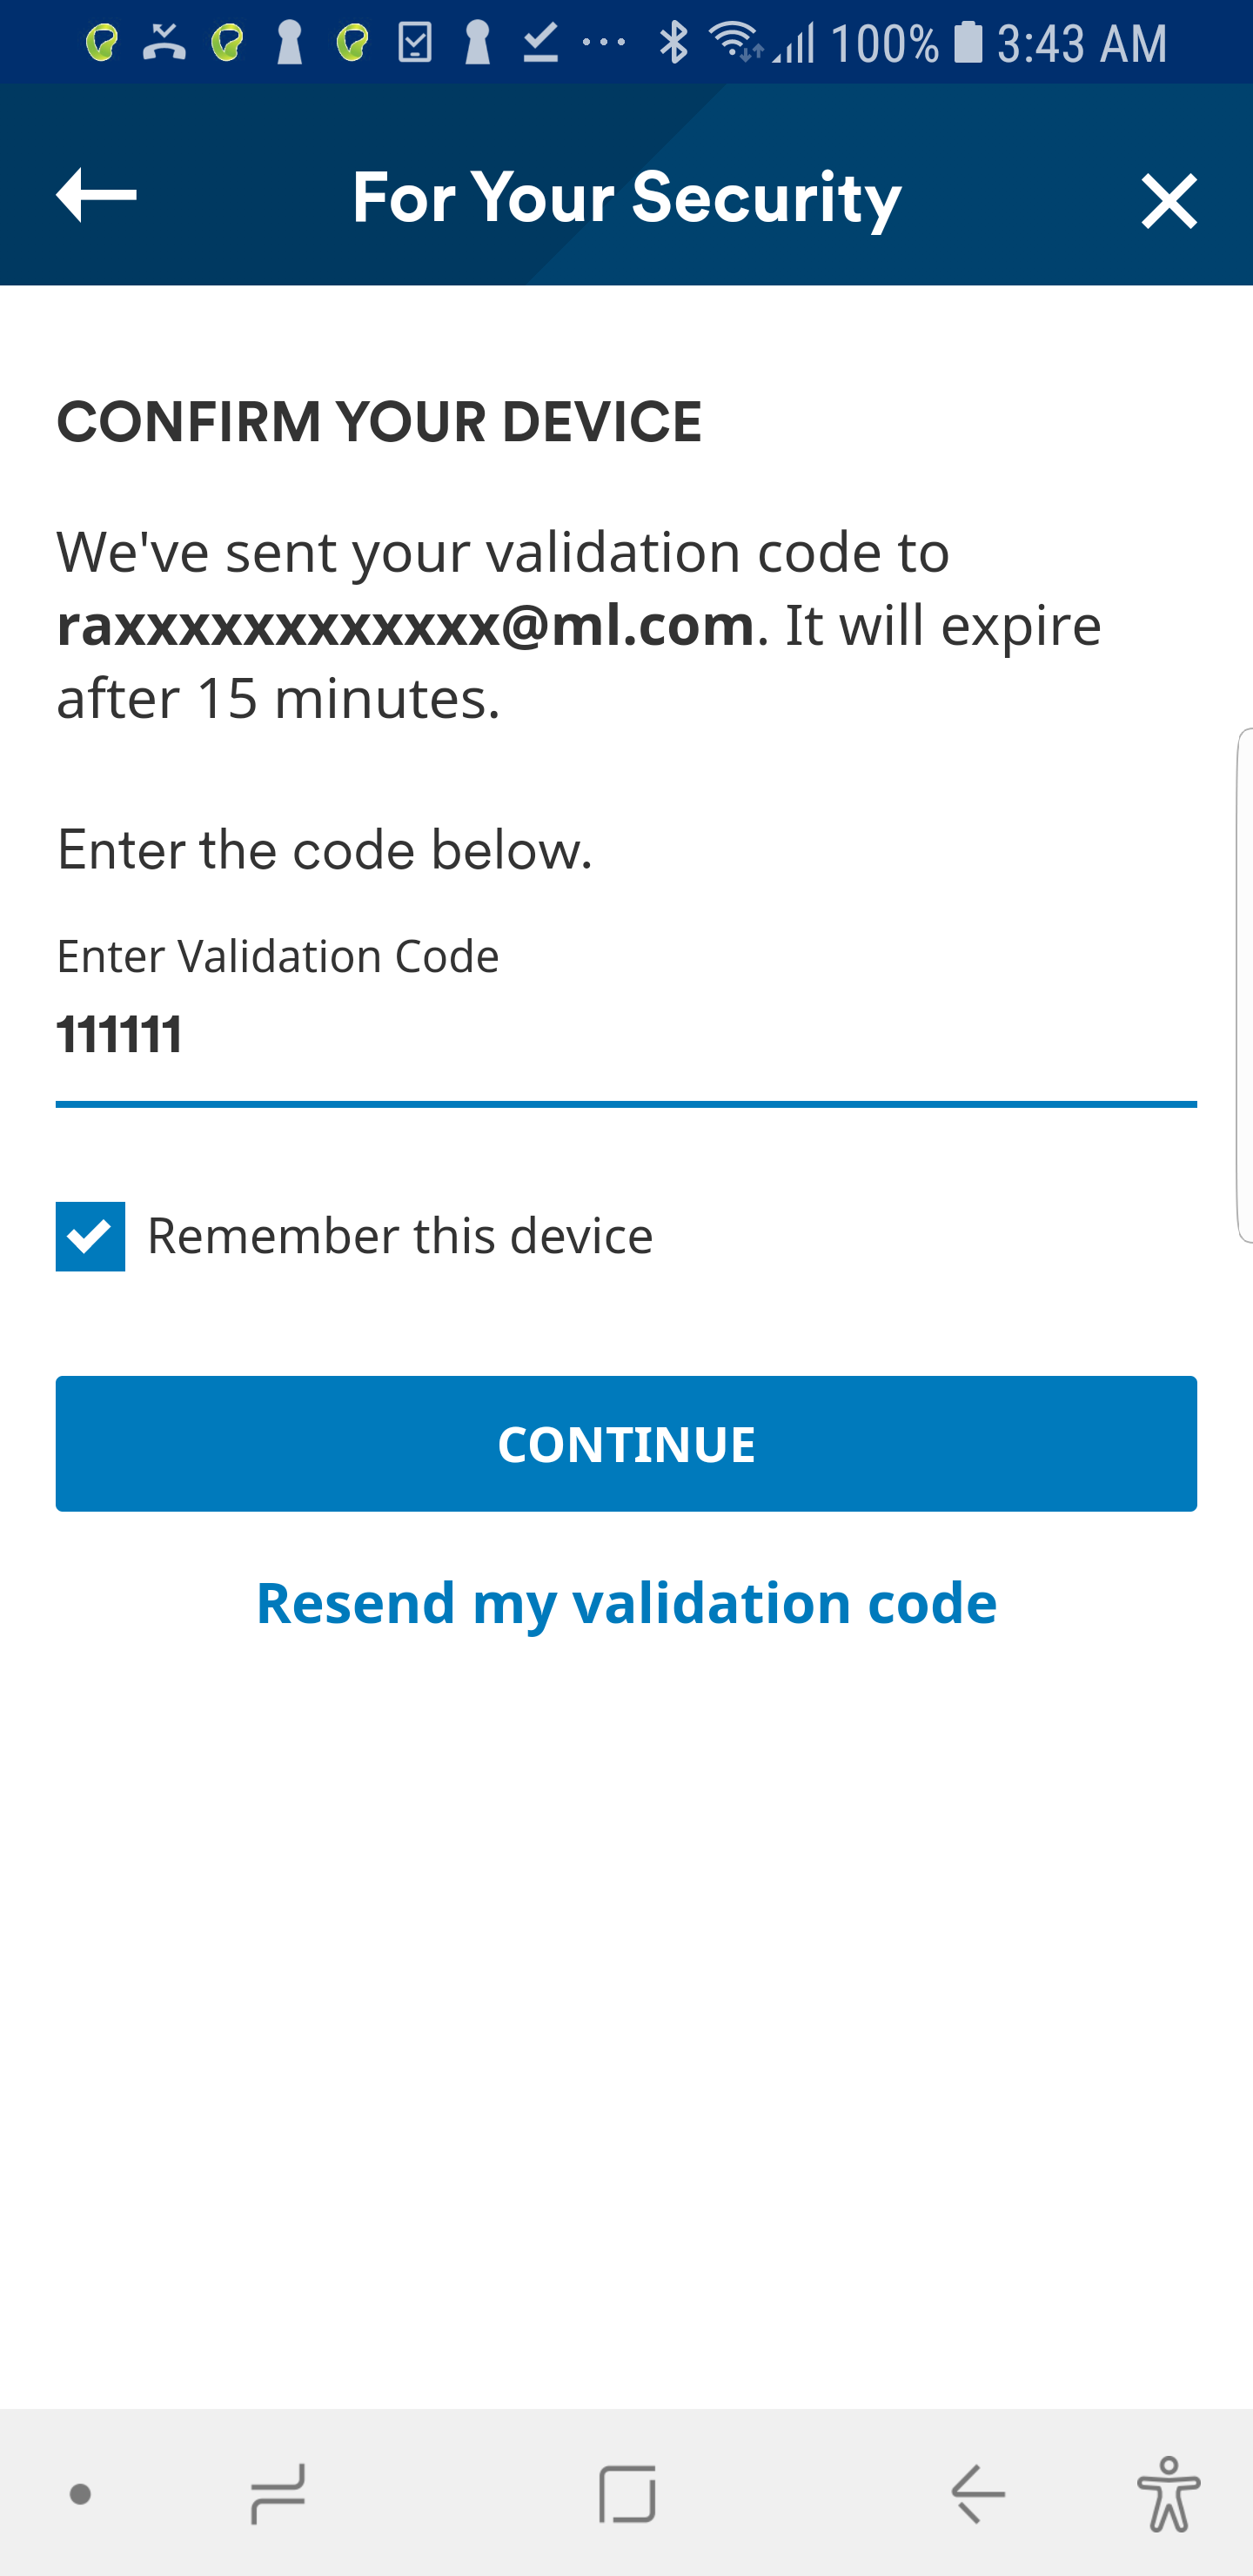 100% 3:43 AM
For Your Security
CONFIRM YOUR DEVICE
We've sent your validation code to
raxxxxxxxxxxxx@ml.com. It will expire
after 15 minutes.
Enter the code below.
Enter Validation Code
111111
Remember this device
CONTINUE
Resend my validation code